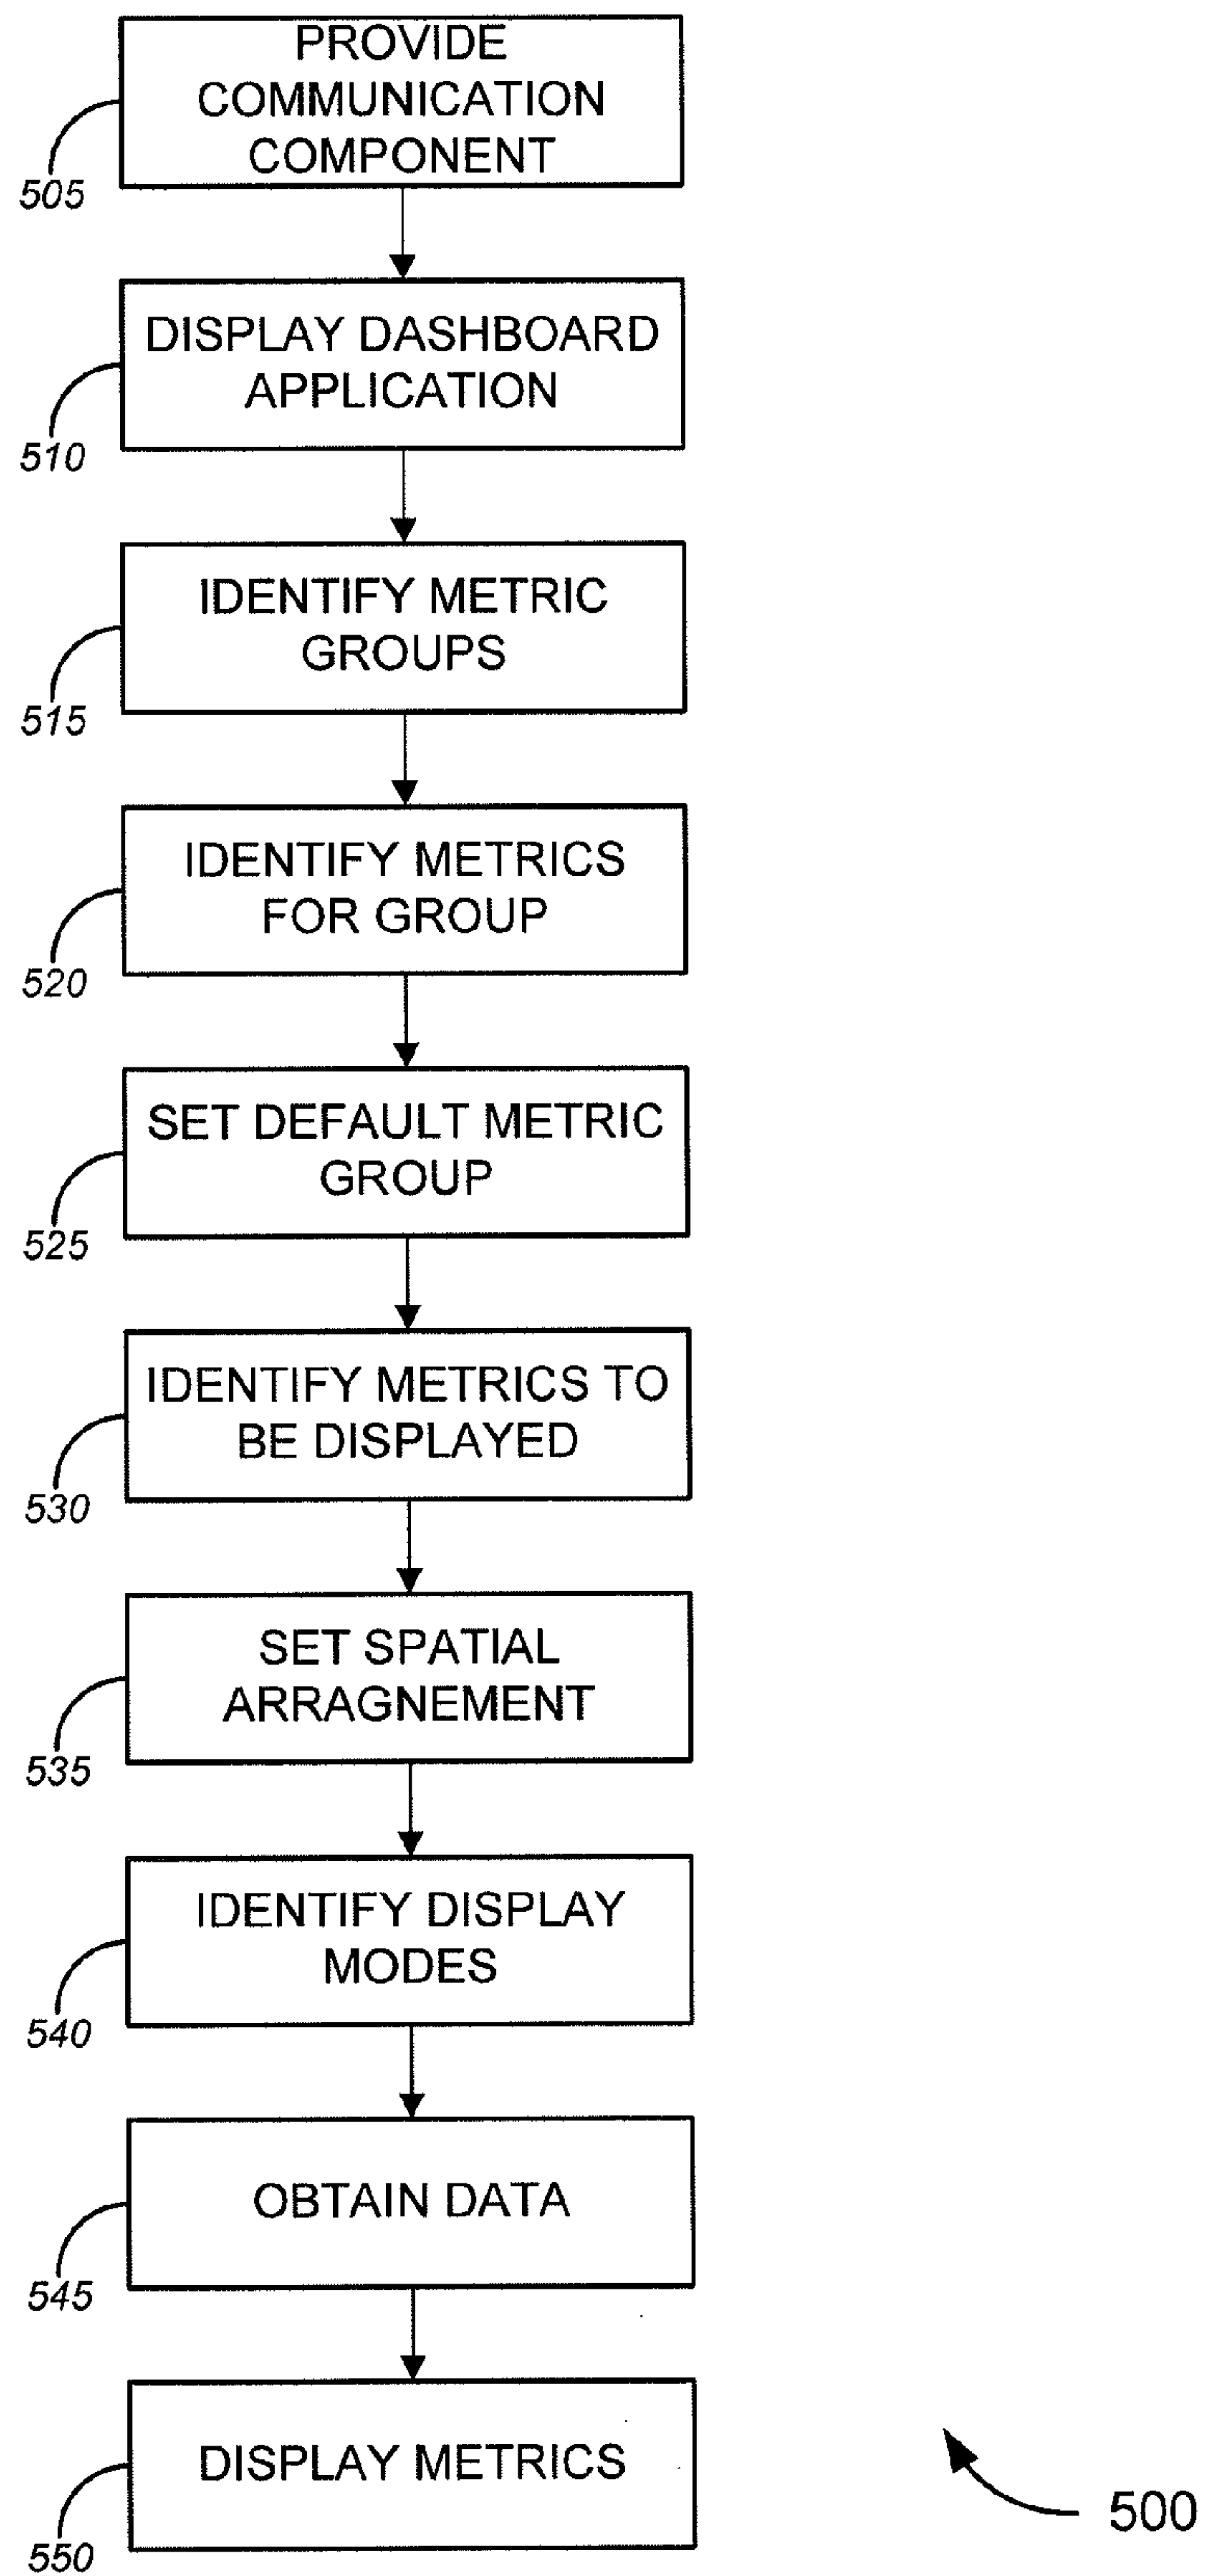 PROVIDE
COMMUNICATION
COMPONENT
505
DISPLAY DASHBOARD
APPLICATION
510
IDENTIFY METRIC
GROUPS
515
IDENTIFY METRICS
FOR GROUP
520
SET DEFAULT METRIC
GROUP
525
IDENTIFY METRICS TO
BE DISPLAYED
530
SET SPATIAL
ARRAGNEMENT
535
IDENTIFY DISPLAY
MODES
540
OBTAIN DATA
545
DISPLAY METRICS
550
500